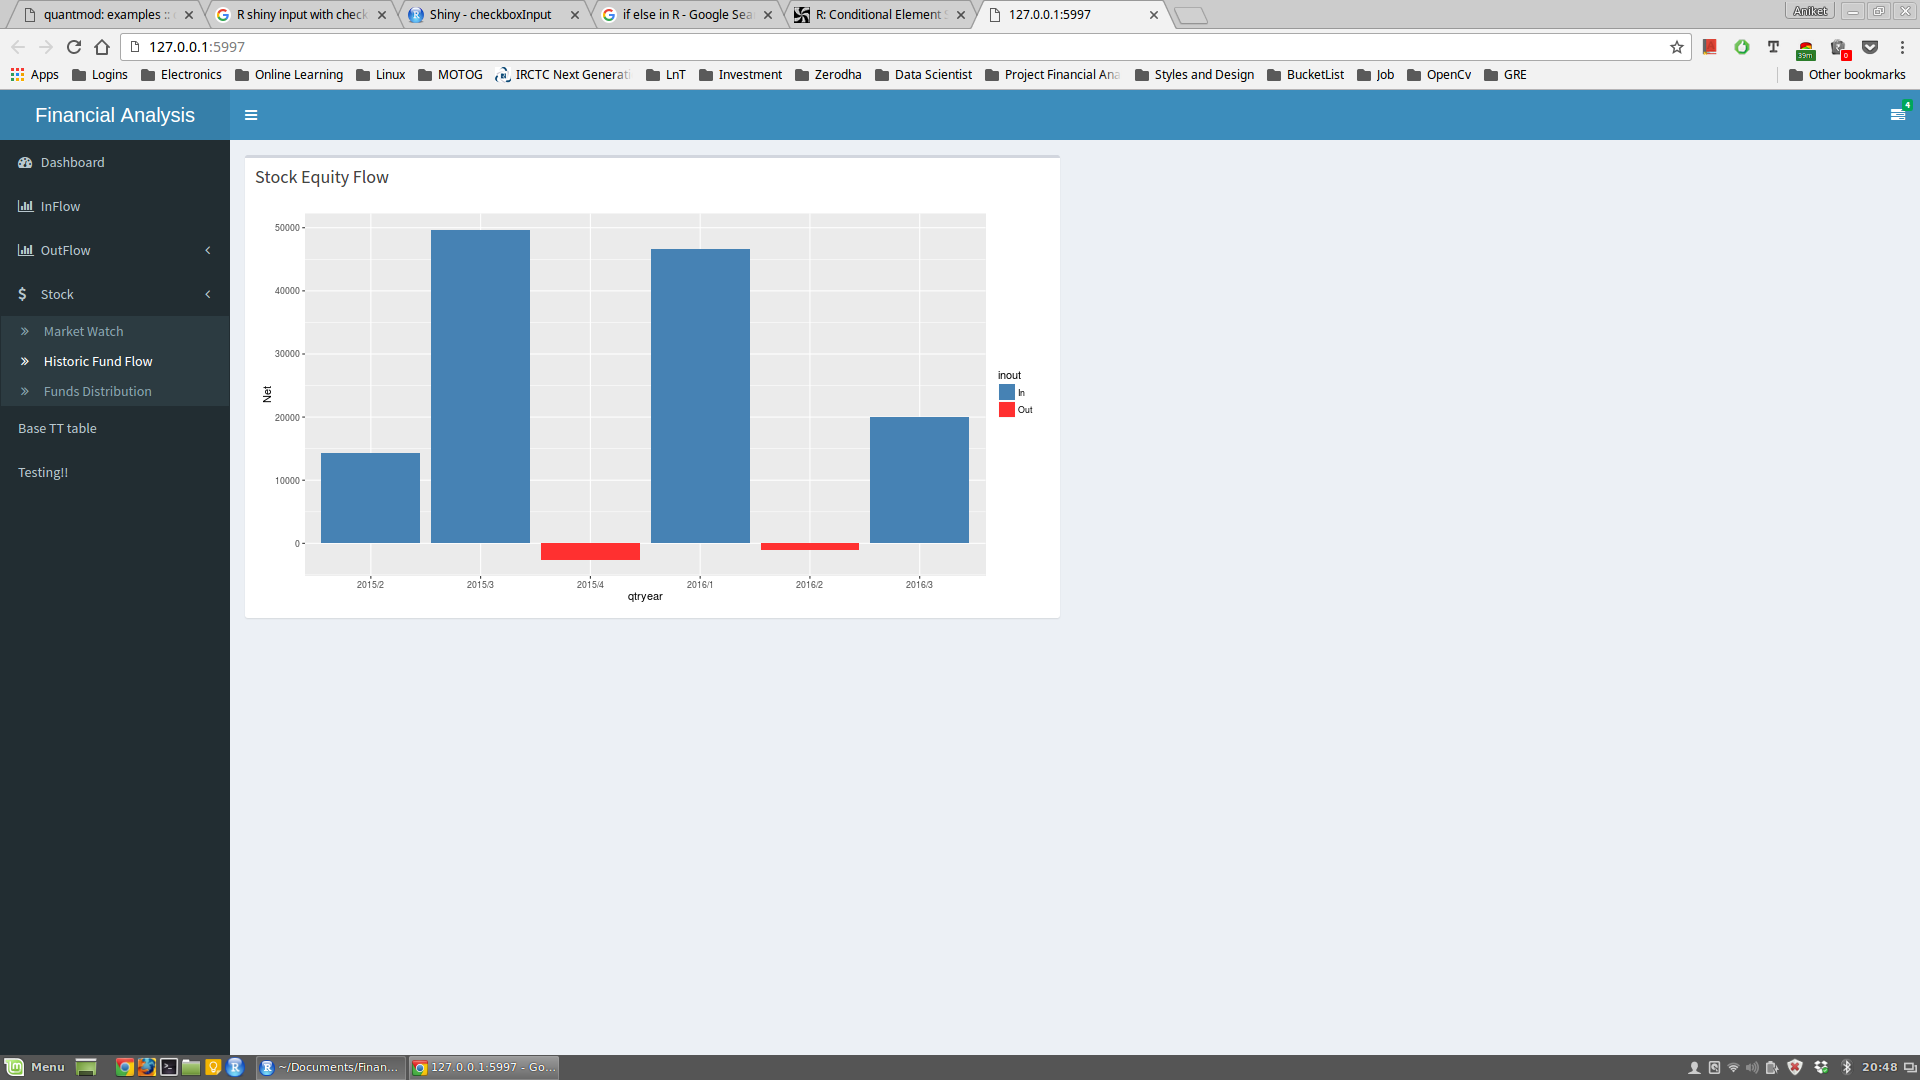 quantmod: examples ::
R shiny input with check
Shiny - checkboxInput
if else in R - Google Sea
R: Conditional Element S
127.0.0.1:5997
Aniket
127.0.0.1:5997
39m
0
Apps
Logins
Electronics
Online Learning
Linux
MOTOG
IRCTC Next Generati
LnT
Investment
Zerodha
Data Scientist
Project Financial Ana
Styles and Design
BucketList
Job
OpenCv
GRE
Other bookmarks
Financial Analysis
4
Dashboard
InFlow
OutFlow
Stock
Market Watch
Historic Fund Flow
Funds Distribution
Base TT table
Testing!!
Stock Equity Flow
50000
40000
30000
20000
10000
0
Net
2015/2
2015/3
2015/4
2016/1
2016/2
2016/3
qtryear
inout
In
Out
Menu
~/Documents/Finan...
127.0.0.1:5997 - Go...
20:48